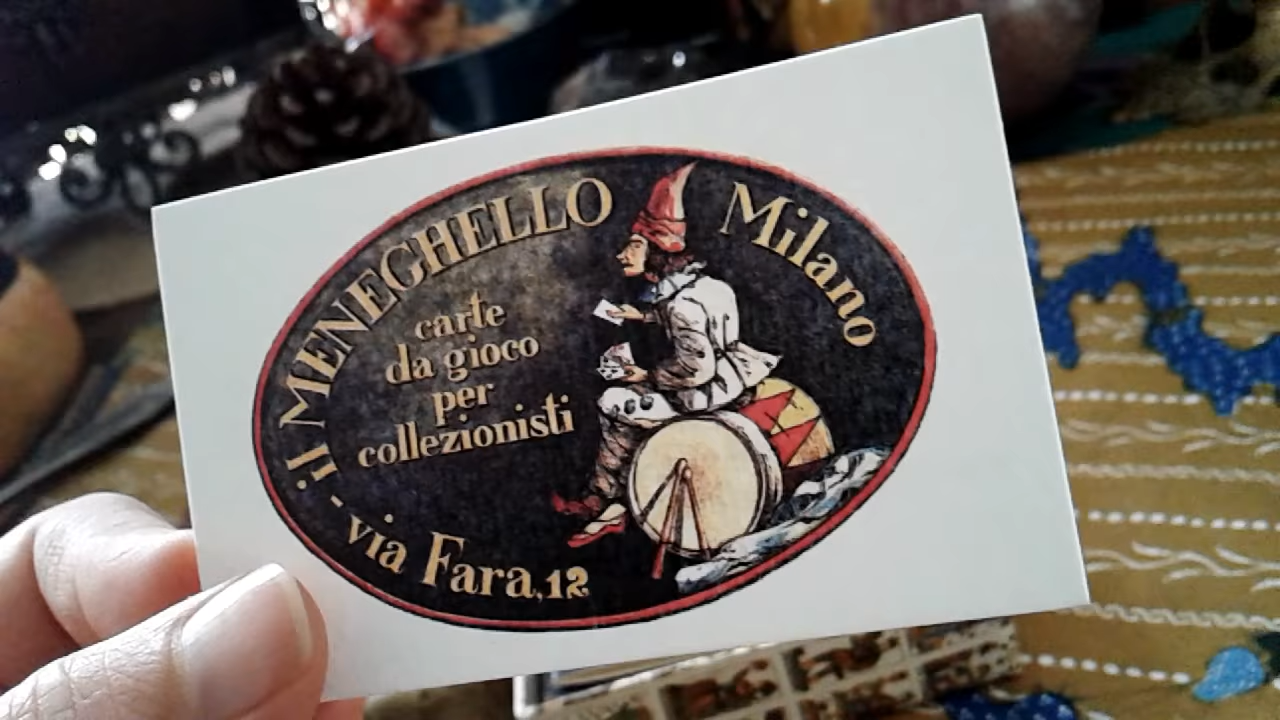 il MENEGHELLO
Milano
carte
da gioco
per
collezionisti
- via Fara, 12